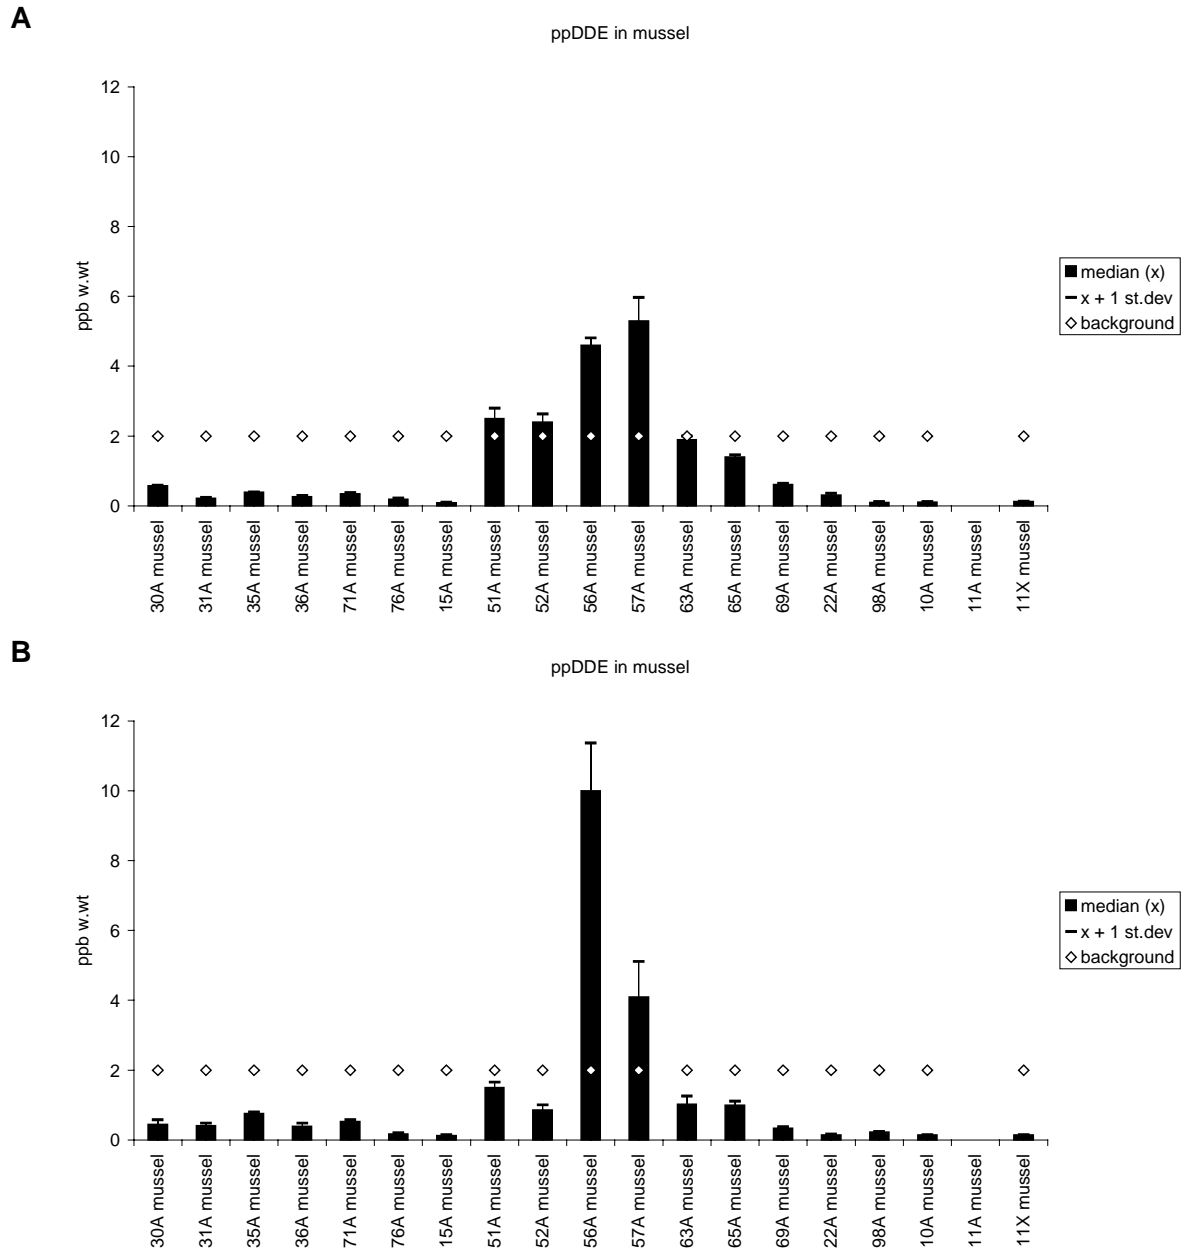 A
ppDDE in mussel
12
10
8
6
4
2
0
ppb w.wt
30A mussel
31A mussel
35A mussel
36A mussel
71A mussel
76A mussel
15A mussel
51A mussel
52A mussel
56A mussel
57A mussel
63A mussel
65A mussel
69A mussel
22A mussel
98A mussel
10A mussel
11A mussel
11X mussel
median (x)
x + 1 st.dev
background
B
ppDDE in mussel
12
10
8
6
4
2
0
ppb w.wt
30A mussel
31A mussel
35A mussel
36A mussel
71A mussel
76A mussel
15A mussel
51A mussel
52A mussel
56A mussel
57A mussel
63A mussel
65A mussel
69A mussel
22A mussel
98A mussel
10A mussel
11A mussel
11X mussel
median (x)
x + 1 st.dev
background